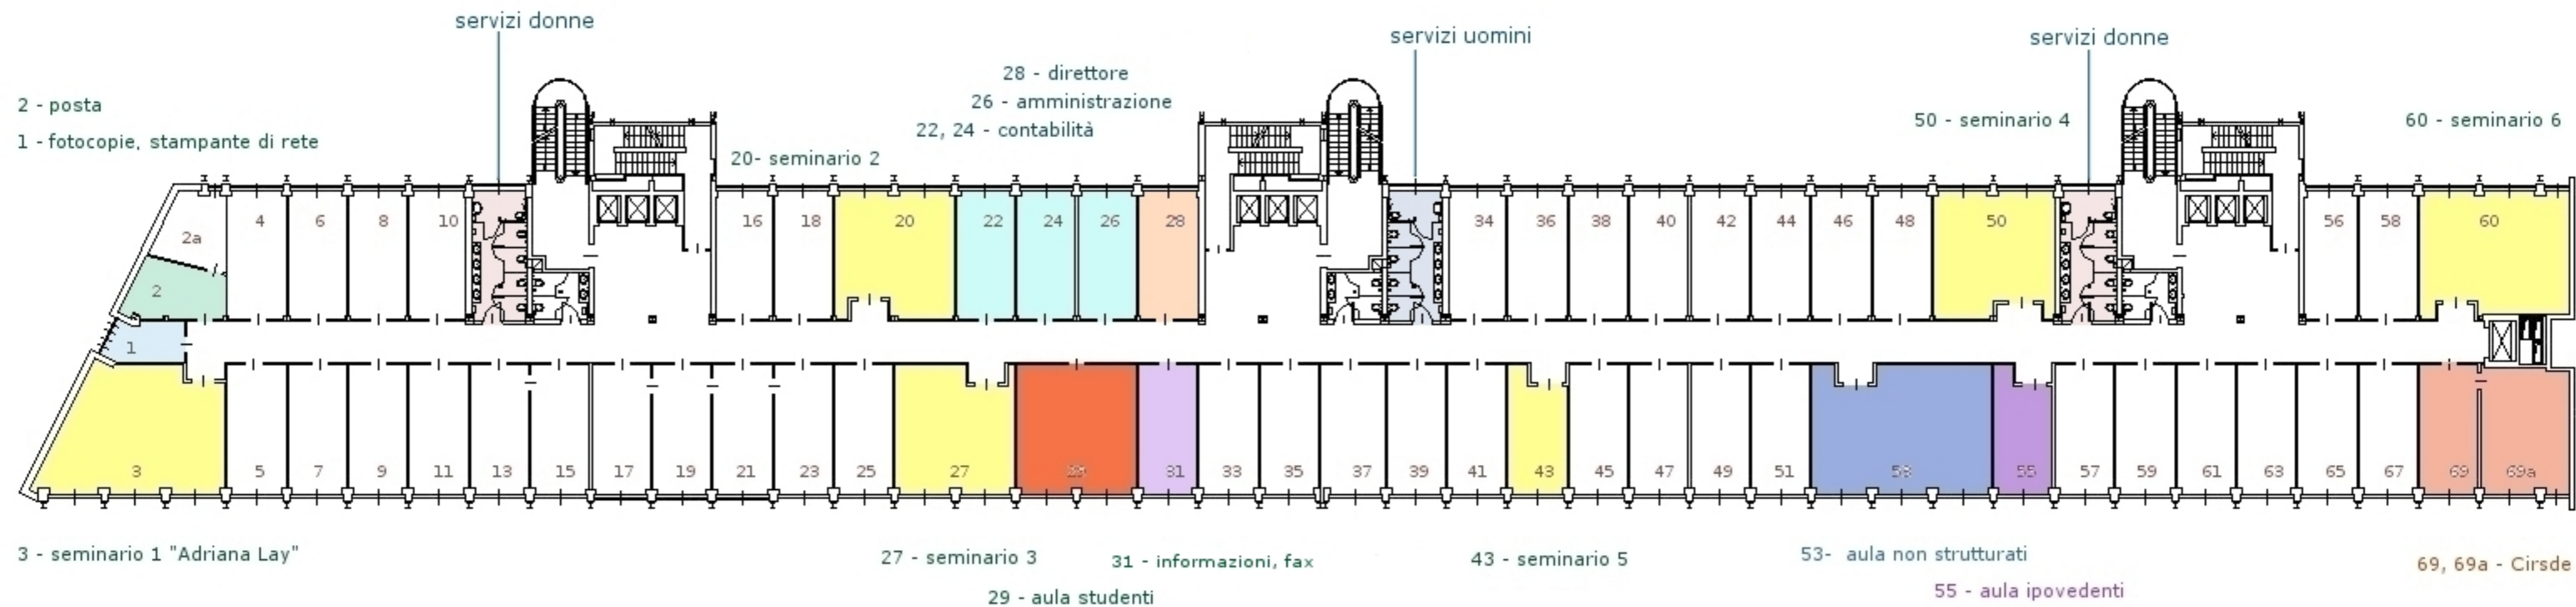 servizi donne
servizi uomini
servizi donne
28 - direttore
2 - posta
26 - amministrazione
1 - fotocopie, stampante di rete
22, 24 - contabilità
50 - seminario 4
60 - seminario 6
20- seminario 2
2a 4 6 8 10 16 18 20 22 24 26 28 34 36 38 40 42 44 46 48 50 56 58 60
2
1
3 5 7 9 11 13 15 17 19 21 23 25 27 29 31 33 35 37 39 41 43 45 47 49 51 53 55 57 59 61 63 65 67 69 69a
3 - seminario 1 "Adriana Lay"
27 - seminario 3
31 - informazioni, fax
43 - seminario 5
53- aula non strutturati
69, 69a - Cirsde
29 - aula studenti
55 - aula ipovedenti